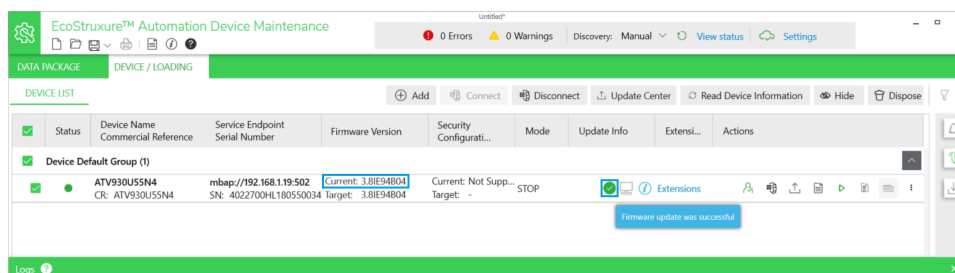 Untitled*
EcoStruxure™ Automation Device Maintenance
0 Errors 0 Warnings Discovery: Manual View status Settings
DATA PACKAGE DEVICE / LOADING
DEVICE LIST
Add Connect Disconnect Update Center Read Device Information Hide Dispose
Status Device Name Commercial Reference Service Endpoint Serial Number Firmware Version Security Configurati... Mode Update Info Extensi... Actions
Device Default Group (1)
ATV930U55N4 mbap://192.168.1.19:502 Current: 3.8IE94B04 Current: Not Supp... STOP Extensions
CR: ATV930U55N4 SN: 4022700HL180550034 Target: 3.8IE94B04 Target: -
Firmware update was successful
Logs